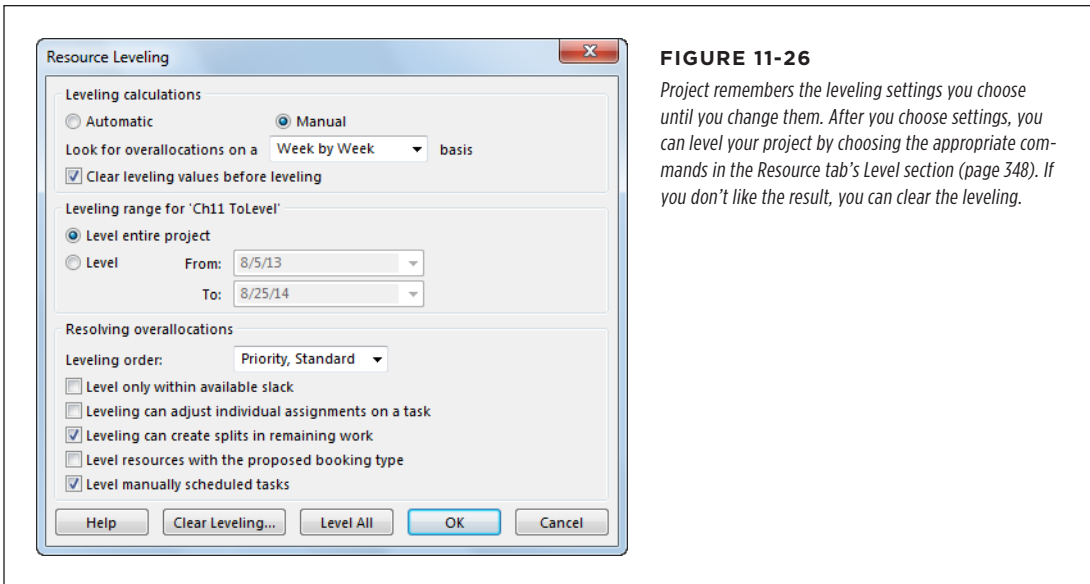 Resource Leveling
Leveling calculations
Automatic Manual
Look for overallocations on a Week by Week basis
Clear leveling values before leveling
Leveling range for 'Ch11 ToLevel'
Level entire project
Level From: 8/5/13
To: 8/25/14
Resolving overallocations
Leveling order: Priority, Standard
Level only within available slack
Leveling can adjust individual assignments on a task
Leveling can create splits in remaining work
Level resources with the proposed booking type
Level manually scheduled tasks
Help Clear Leveling... Level All OK Cancel
FIGURE 11-26
Project remembers the leveling settings you choose
until you change them. After you choose settings, you
can level your project by choosing the appropriate com-
mands in the Resource tab's Level section (page 348). If
you don't like the result, you can clear the leveling.